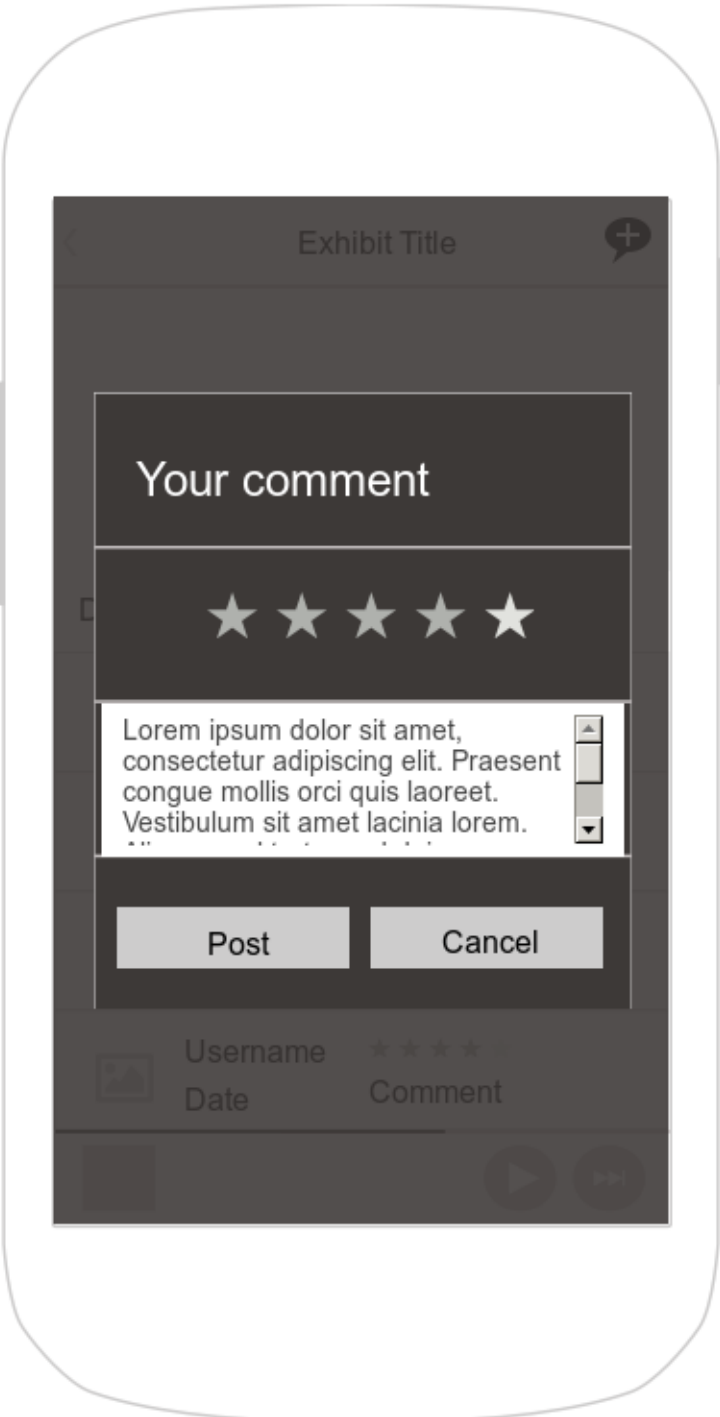 Exhibit Title
Your comment
Lorem ipsum dolor sit amet,
consectetur adipiscing elit. Praesent
congue mollis orci quis laoreet.
Vestibulum sit amet lacinia lorem.
Post
Cancel
Username
Date
Comment